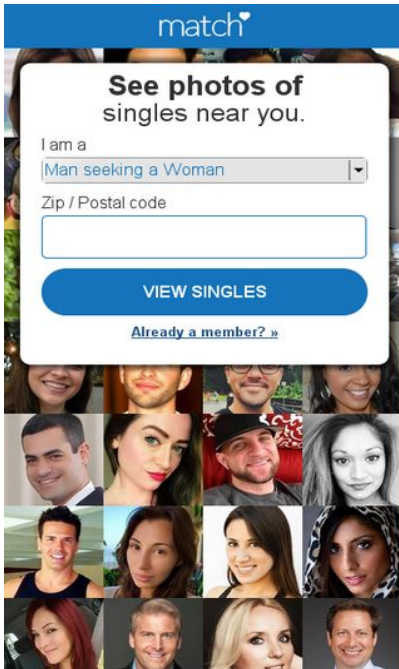 match
See photos of
singles near you.
I am a
Man seeking a Woman
Zip / Postal code
VIEW SINGLES
Already a member? »